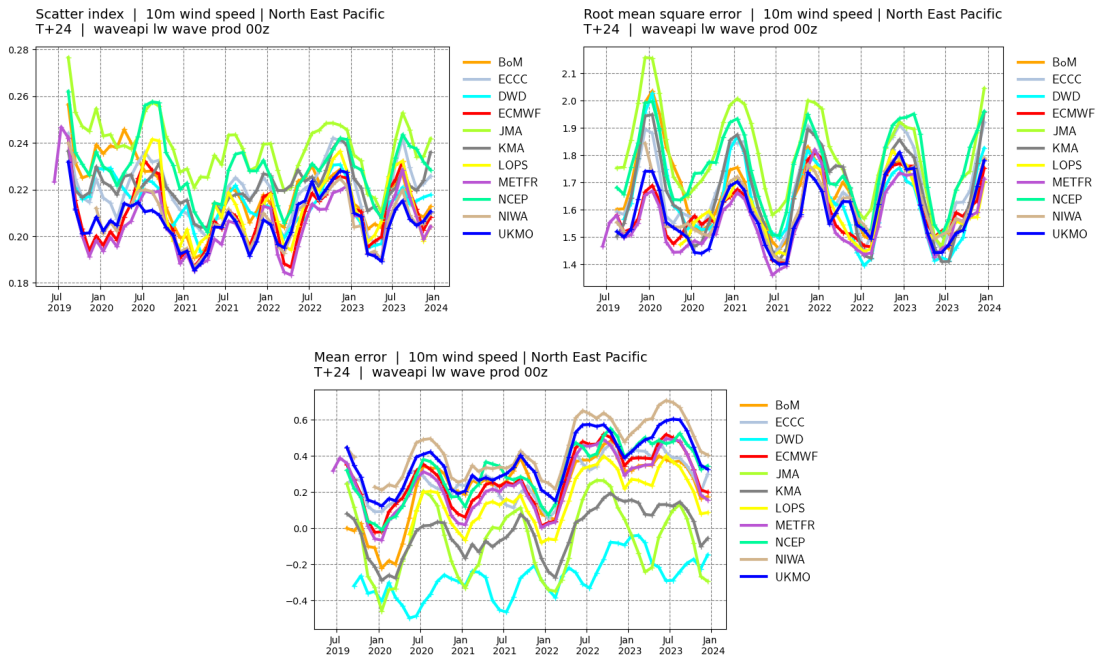 Scatter index | 10m wind speed | North East Pacific
T+24 | waveapi lw wave prod 00z
0.28
0.26
0.24
0.22
0.20
0.18
Jul
2019
Jan
2020
Jul
2020
Jan
2021
Jul
2021
Jan
2022
Jul
2022
Jan
2023
Jul
2023
Jan
2024
BoM
ECCC
DWD
ECMWF
JMA
KMA
LOPS
METFR
NCEP
NIWA
UKMO
Root mean square error | 10m wind speed | North East Pacific
T+24 | waveapi lw wave prod 00z
2.1
2.0
1.9
1.8
1.7
1.6
1.5
1.4
Jul
2019
Jan
2020
Jul
2020
Jan
2021
Jul
2021
Jan
2022
Jul
2022
Jan
2023
Jul
2023
Jan
2024
BoM
ECCC
DWD
ECMWF
JMA
KMA
LOPS
METFR
NCEP
NIWA
UKMO
Mean error | 10m wind speed | North East Pacific
T+24 | waveapi lw wave prod 00z
0.6
0.4
0.2
0.0
−0.2
−0.4
Jul
2019
Jan
2020
Jul
2020
Jan
2021
Jul
2021
Jan
2022
Jul
2022
Jan
2023
Jul
2023
Jan
2024
BoM
ECCC
DWD
ECMWF
JMA
KMA
LOPS
METFR
NCEP
NIWA
UKMO